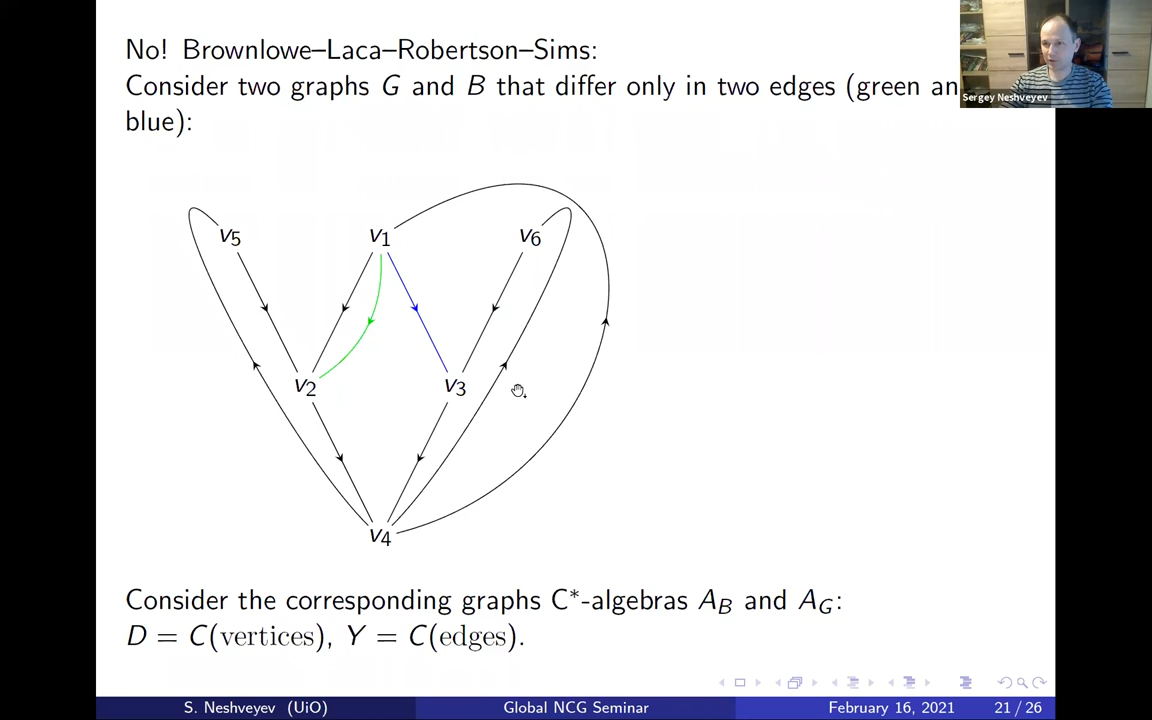 No! Brownlowe–Laca–Robertson–Sims:
Consider two graphs G and B that differ only in two edges (green an
blue):
Sergey Neshveyev
v5 v1 v6
v2 v3
v4
Consider the corresponding graphs C*-algebras A_B and A_G:
D = C(vertices), Y = C(edges).
S. Neshveyev (UiO) Global NCG Seminar February 16, 2021 21 / 26